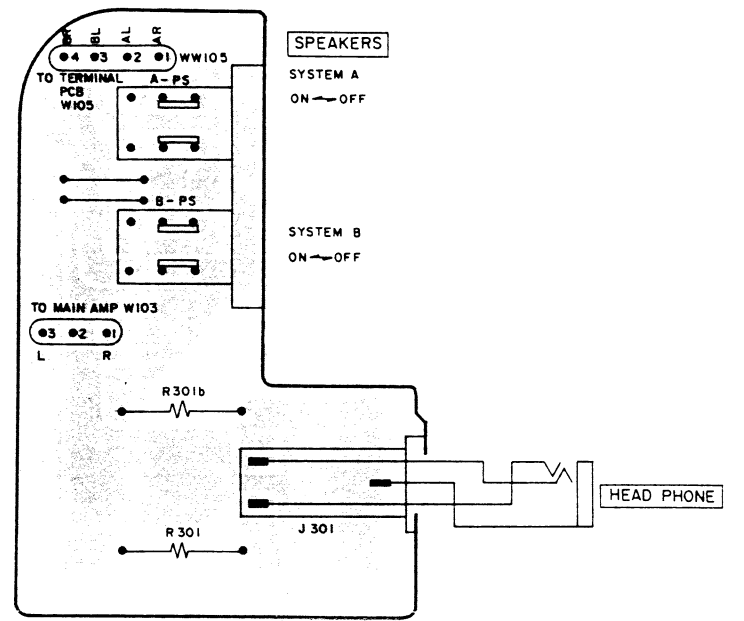 BR BL AL AR
4 3 2 1 WW105
TO TERMINAL
PCB
W105
A-PS
SPEAKERS
SYSTEM A
ON OFF
B-PS
SYSTEM B
ON OFF
TO MAIN AMP W103
3 2 1
L R
R301b
J301
HEAD PHONE
R301